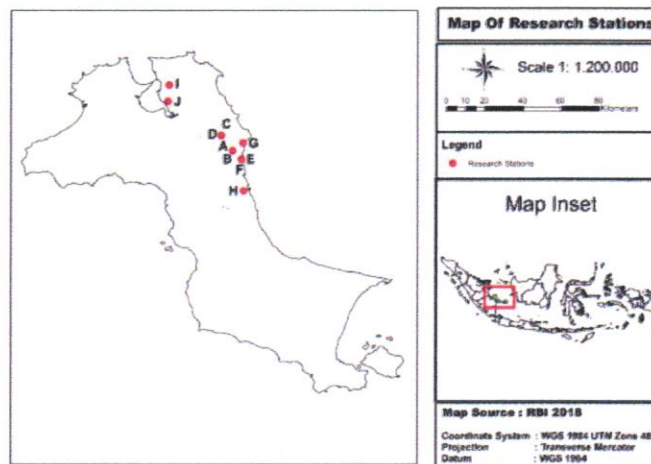 I
J
C
D
G
A
B
E
F
H
Map Of Research Stations
Scale 1: 1.200.000
0 5 10 20 40 60 80
Kilometers
Legend
Research Stations
Map Inset
Map Source : RBI 2018
Coordinate System : WGS 1984 UTM Zone 48
Projection : Transverse Mercator
Datum : WGS 1984